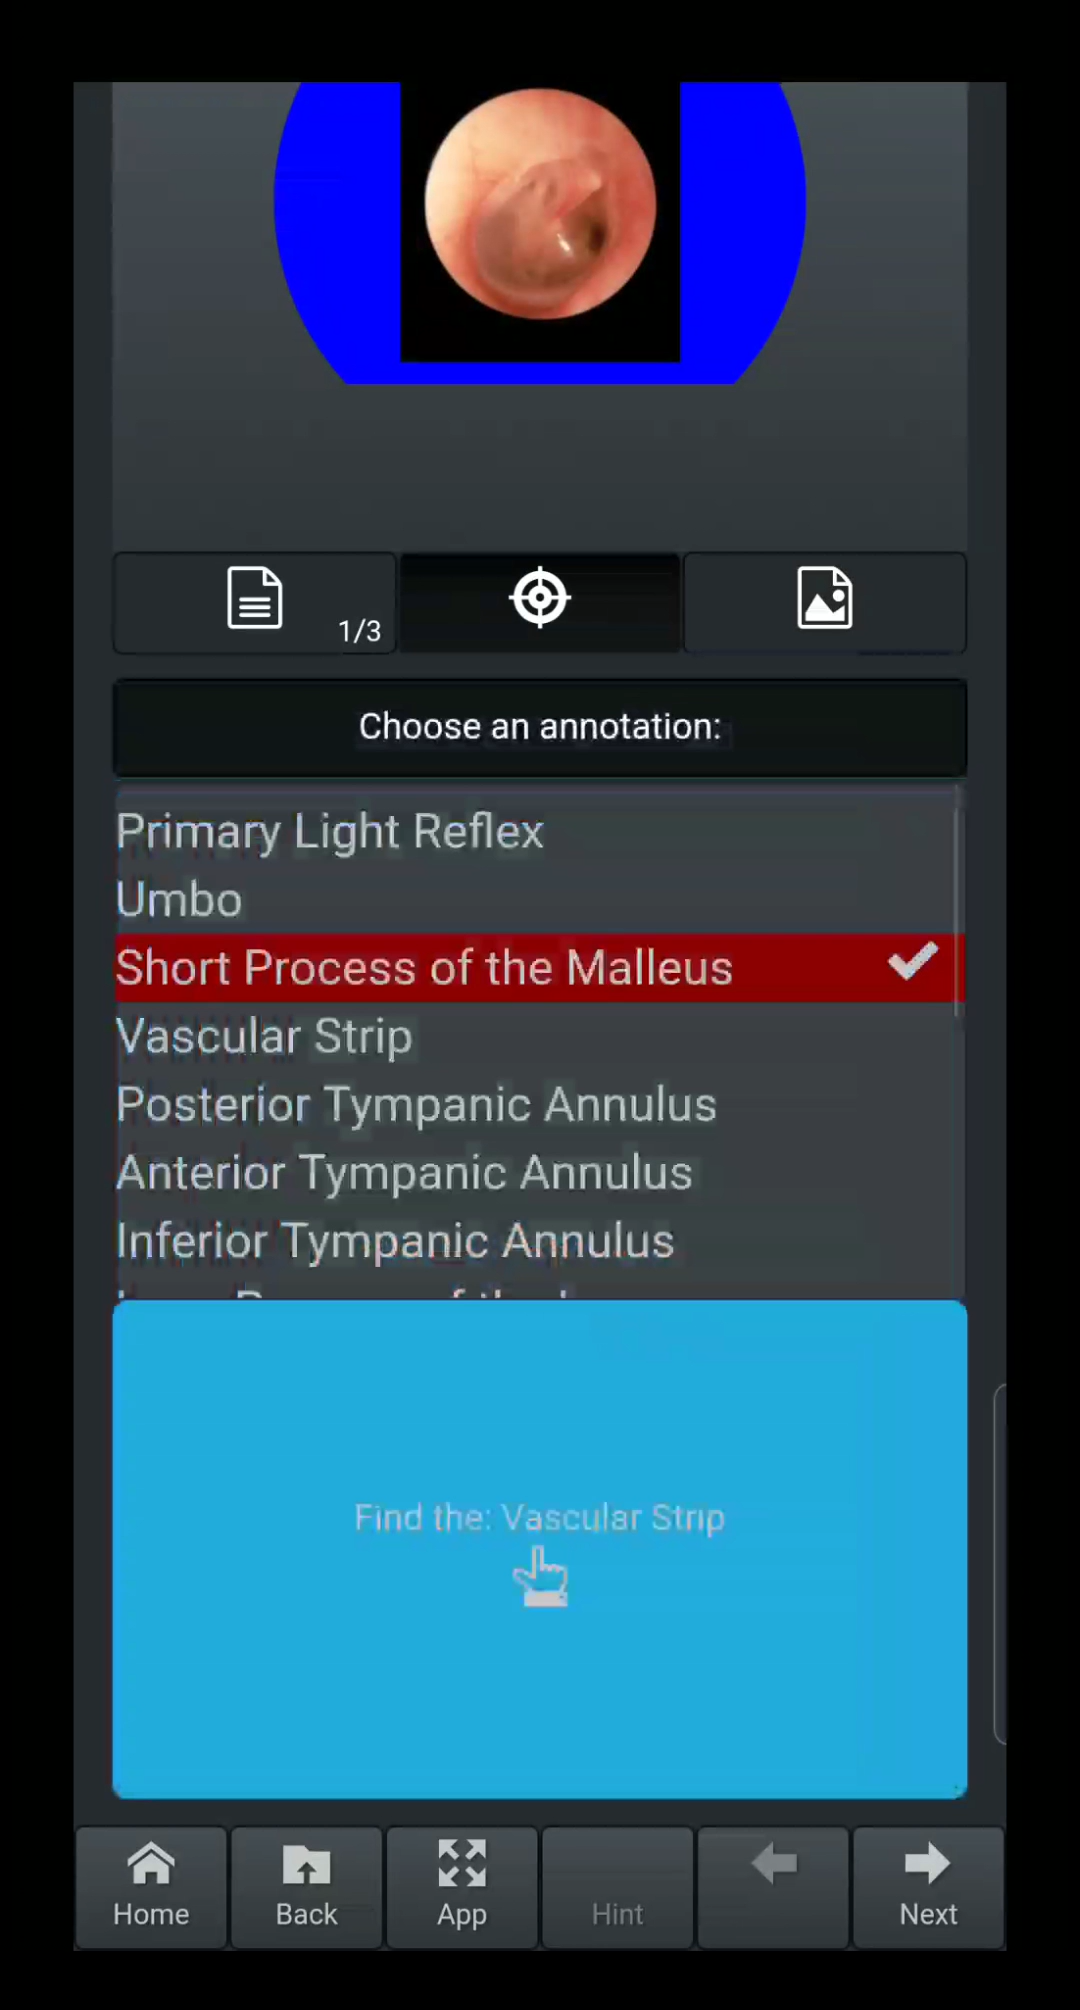 1/3
Choose an annotation:
Primary Light Reflex
Umbo
Short Process of the Malleus
Vascular Strip
Posterior Tympanic Annulus
Anterior Tympanic Annulus
Inferior Tympanic Annulus
Find the: Vascular Strip
Home
Back
App
Hint
Next